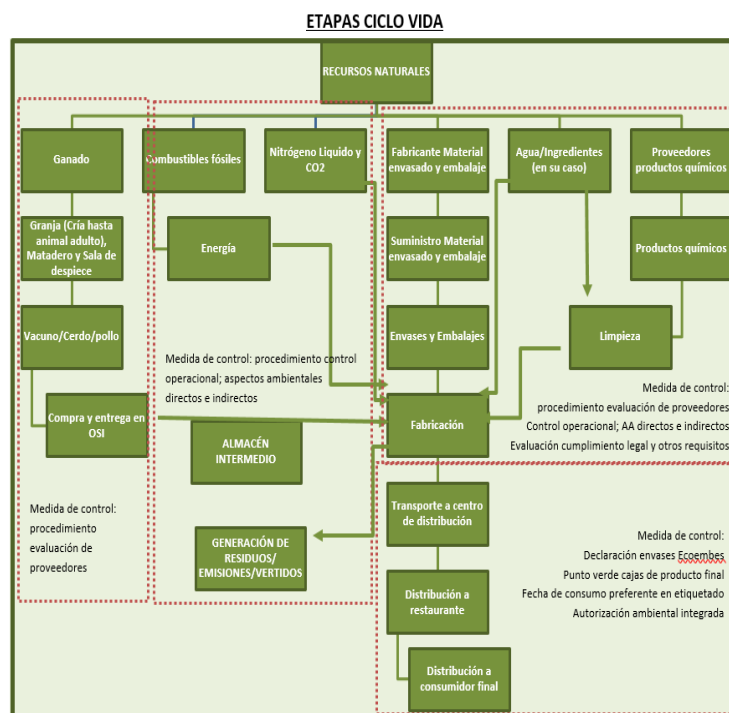 ETAPAS CICLO VIDA
RECURSOS NATURALES
Ganado
Combustibles fósiles
Nitrógeno Liquido y
CO2
Fabricante Material
envasado y embalaje
Agua/Ingredientes
(en su caso)
Proveedores
productos químicos
Granja (Cría hasta
animal adulto),
Matadero y Sala de
despiece
Energía
Suministro Material
envasado y embalaje
Productos químicos
Vacuno/Cerdo/pollo
Envases y Embalajes
Limpieza
Medida de control: procedimiento control
operacional; aspectos ambientales
directos e indirectos
Medida de control:
procedimiento evaluación de proveedores
Control operacional; AA directos e indirectos
Evaluación cumplimiento legal y otros requisitos
Compra y entrega en
OSI
Fabricación
ALMACÉN
INTERMEDIO
Medida de control:
procedimiento
evaluación de
proveedores
Transporte a centro
de distribución
GENERACIÓN DE
RESIDUOS/
EMISIONES/VERTIDOS
Medida de control:
Declaración envases Ecoembes
Punto verde cajas de producto final
Fecha de consumo preferente en etiquetado
Autorización ambiental integrada
Distribución a
restaurante
Distribución a
consumidor final